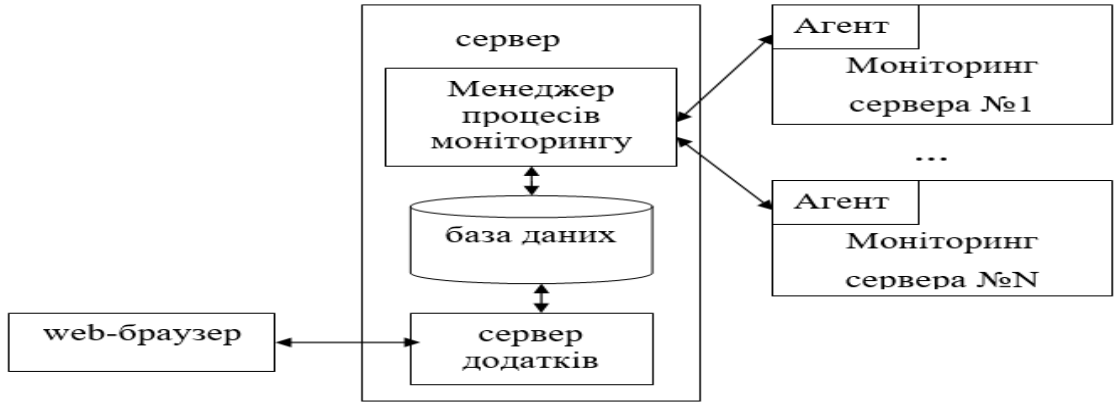 сервер
Менеджер
процесів
моніторингу
база даних
сервер
додатків
web-браузер
Агент
Моніторинг
сервера №1
...
Агент
Моніторинг
сервера №N